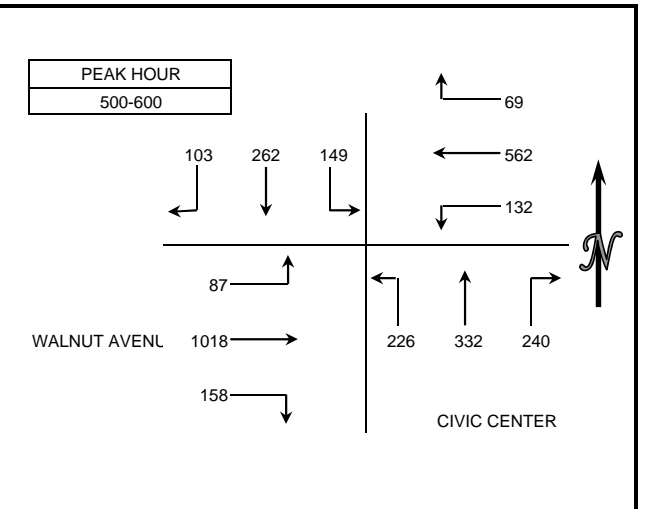 PEAK HOUR
500-600
69
103 262 149
562
132
87
N
WALNUT AVENU 1018
226 332 240
158
CIVIC CENTER